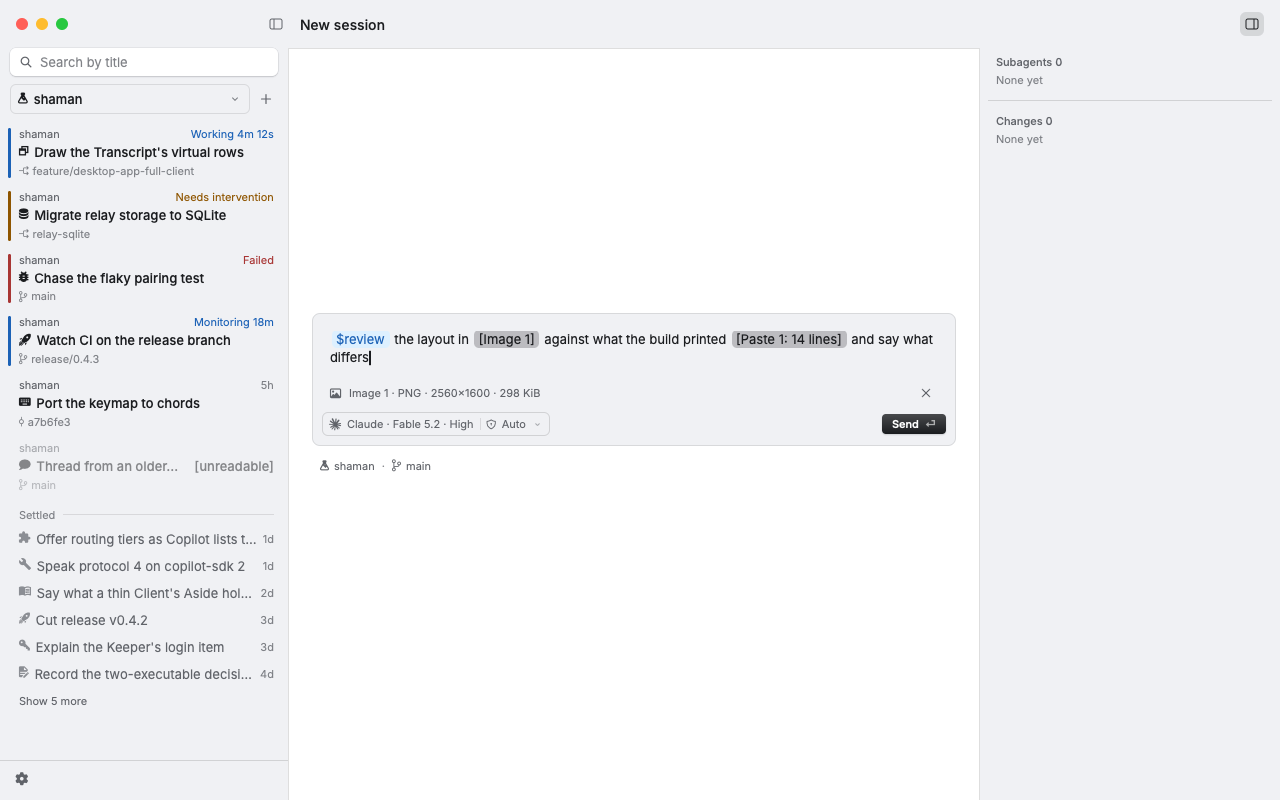 New session
Search by title
shaman
shaman Working 4m 12s
Draw the Transcript's virtual rows
feature/desktop-app-full-client
shaman Needs intervention
Migrate relay storage to SQLite
relay-sqlite
shaman Failed
Chase the flaky pairing test
main
shaman Monitoring 18m
Watch CI on the release branch
release/0.4.3
shaman 5h
Port the keymap to chords
a7b6fe3
shaman
Thread from an older... [unreadable]
main
Settled
Offer routing tiers as Copilot lists t... 1d
Speak protocol 4 on copilot-sdk 2 1d
Say what a thin Client's Aside hol... 2d
Cut release v0.4.2 3d
Explain the Keeper's login item 3d
Record the two-executable decisi... 4d
Show 5 more
$review the layout in [Image 1] against what the build printed [Paste 1: 14 lines] and say what
differs
Image 1 · PNG · 2560×1600 · 298 KiB
Claude · Fable 5.2 · High Auto Send
shaman · main
Subagents 0
None yet
Changes 0
None yet